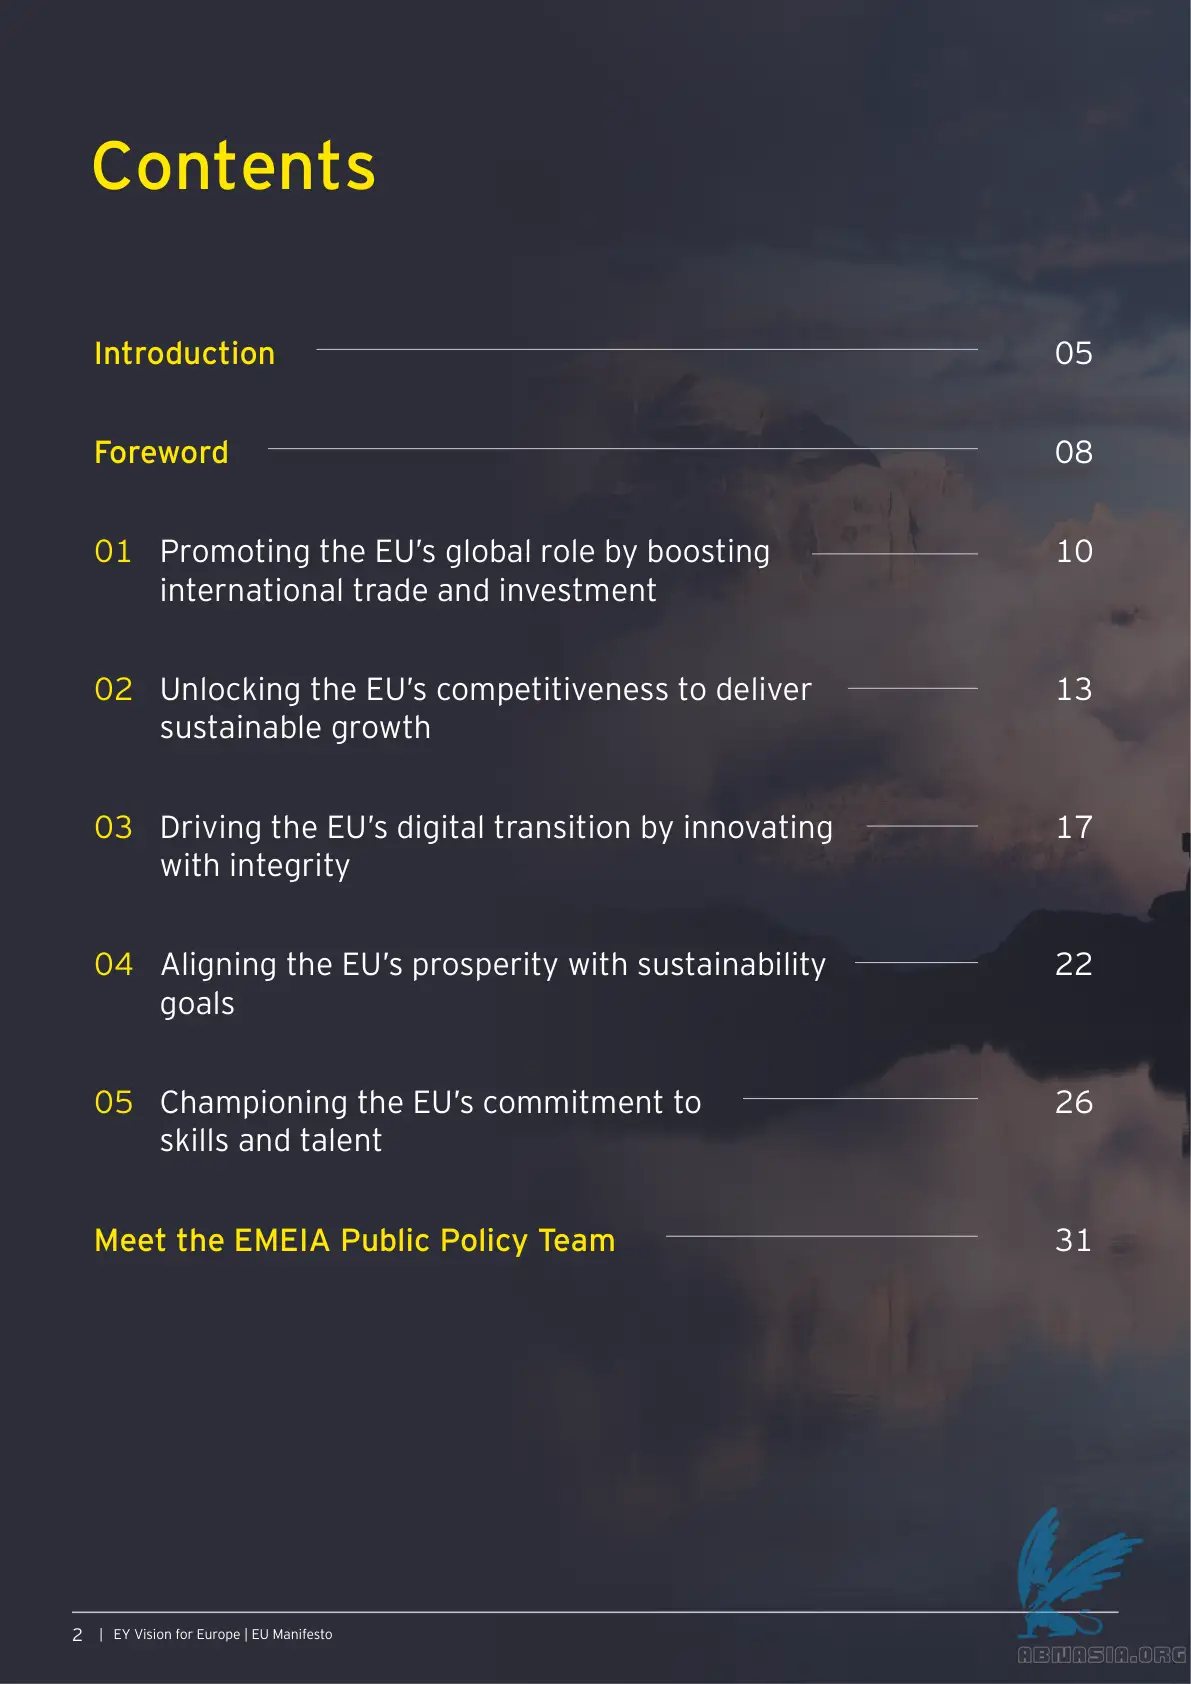 Contents
Introduction 05
Foreword 08
01 Promoting the EU’s global role by boosting 10
international trade and investment
02 Unlocking the EU’s competitiveness to deliver 13
sustainable growth
03 Driving the EU’s digital transition by innovating 17
with integrity
04 Aligning the EU’s prosperity with sustainability 22
goals
05 Championing the EU’s commitment to 26
skills and talent
Meet the EMEIA Public Policy Team 31
2 | EY Vision for Europe | EU Manifesto
ABNASIA.ORG